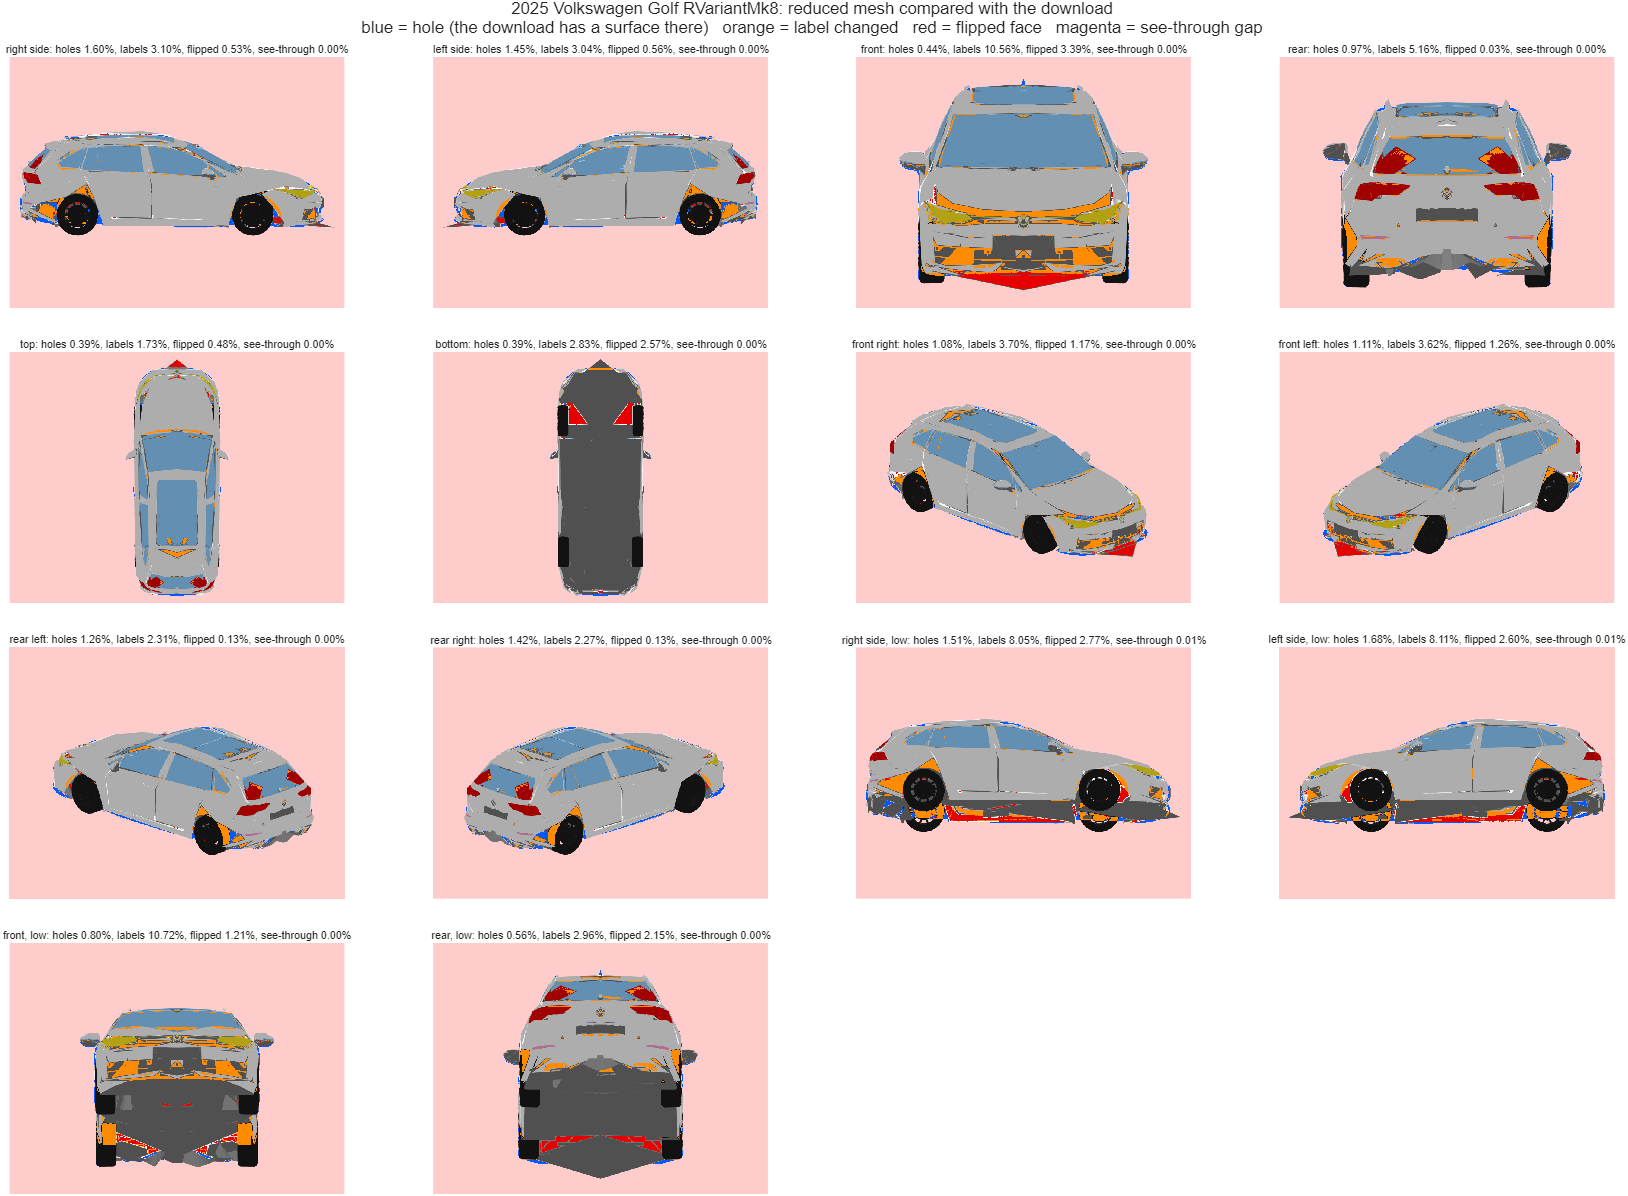 2025 Volkswagen Golf RVariantMk8: reduced mesh compared with the download
blue = hole (the download has a surface there)   orange = label changed   red = flipped face   magenta = see-through gap
right side: holes 1.60%, labels 3.10%, flipped 0.53%, see-through 0.00%
left side: holes 1.45%, labels 3.04%, flipped 0.56%, see-through 0.00%
front: holes 0.44%, labels 10.56%, flipped 3.39%, see-through 0.00%
rear: holes 0.97%, labels 5.16%, flipped 0.03%, see-through 0.00%
top: holes 0.39%, labels 1.73%, flipped 0.48%, see-through 0.00%
bottom: holes 0.39%, labels 2.83%, flipped 2.57%, see-through 0.00%
front right: holes 1.08%, labels 3.70%, flipped 1.17%, see-through 0.00%
front left: holes 1.11%, labels 3.62%, flipped 1.26%, see-through 0.00%
rear left: holes 1.26%, labels 2.31%, flipped 0.13%, see-through 0.00%
rear right: holes 1.42%, labels 2.27%, flipped 0.13%, see-through 0.00%
right side, low: holes 1.51%, labels 8.05%, flipped 2.77%, see-through 0.01%
left side, low: holes 1.68%, labels 8.11%, flipped 2.60%, see-through 0.01%
front, low: holes 0.80%, labels 10.72%, flipped 1.21%, see-through 0.00%
rear, low: holes 0.56%, labels 2.96%, flipped 2.15%, see-through 0.00%